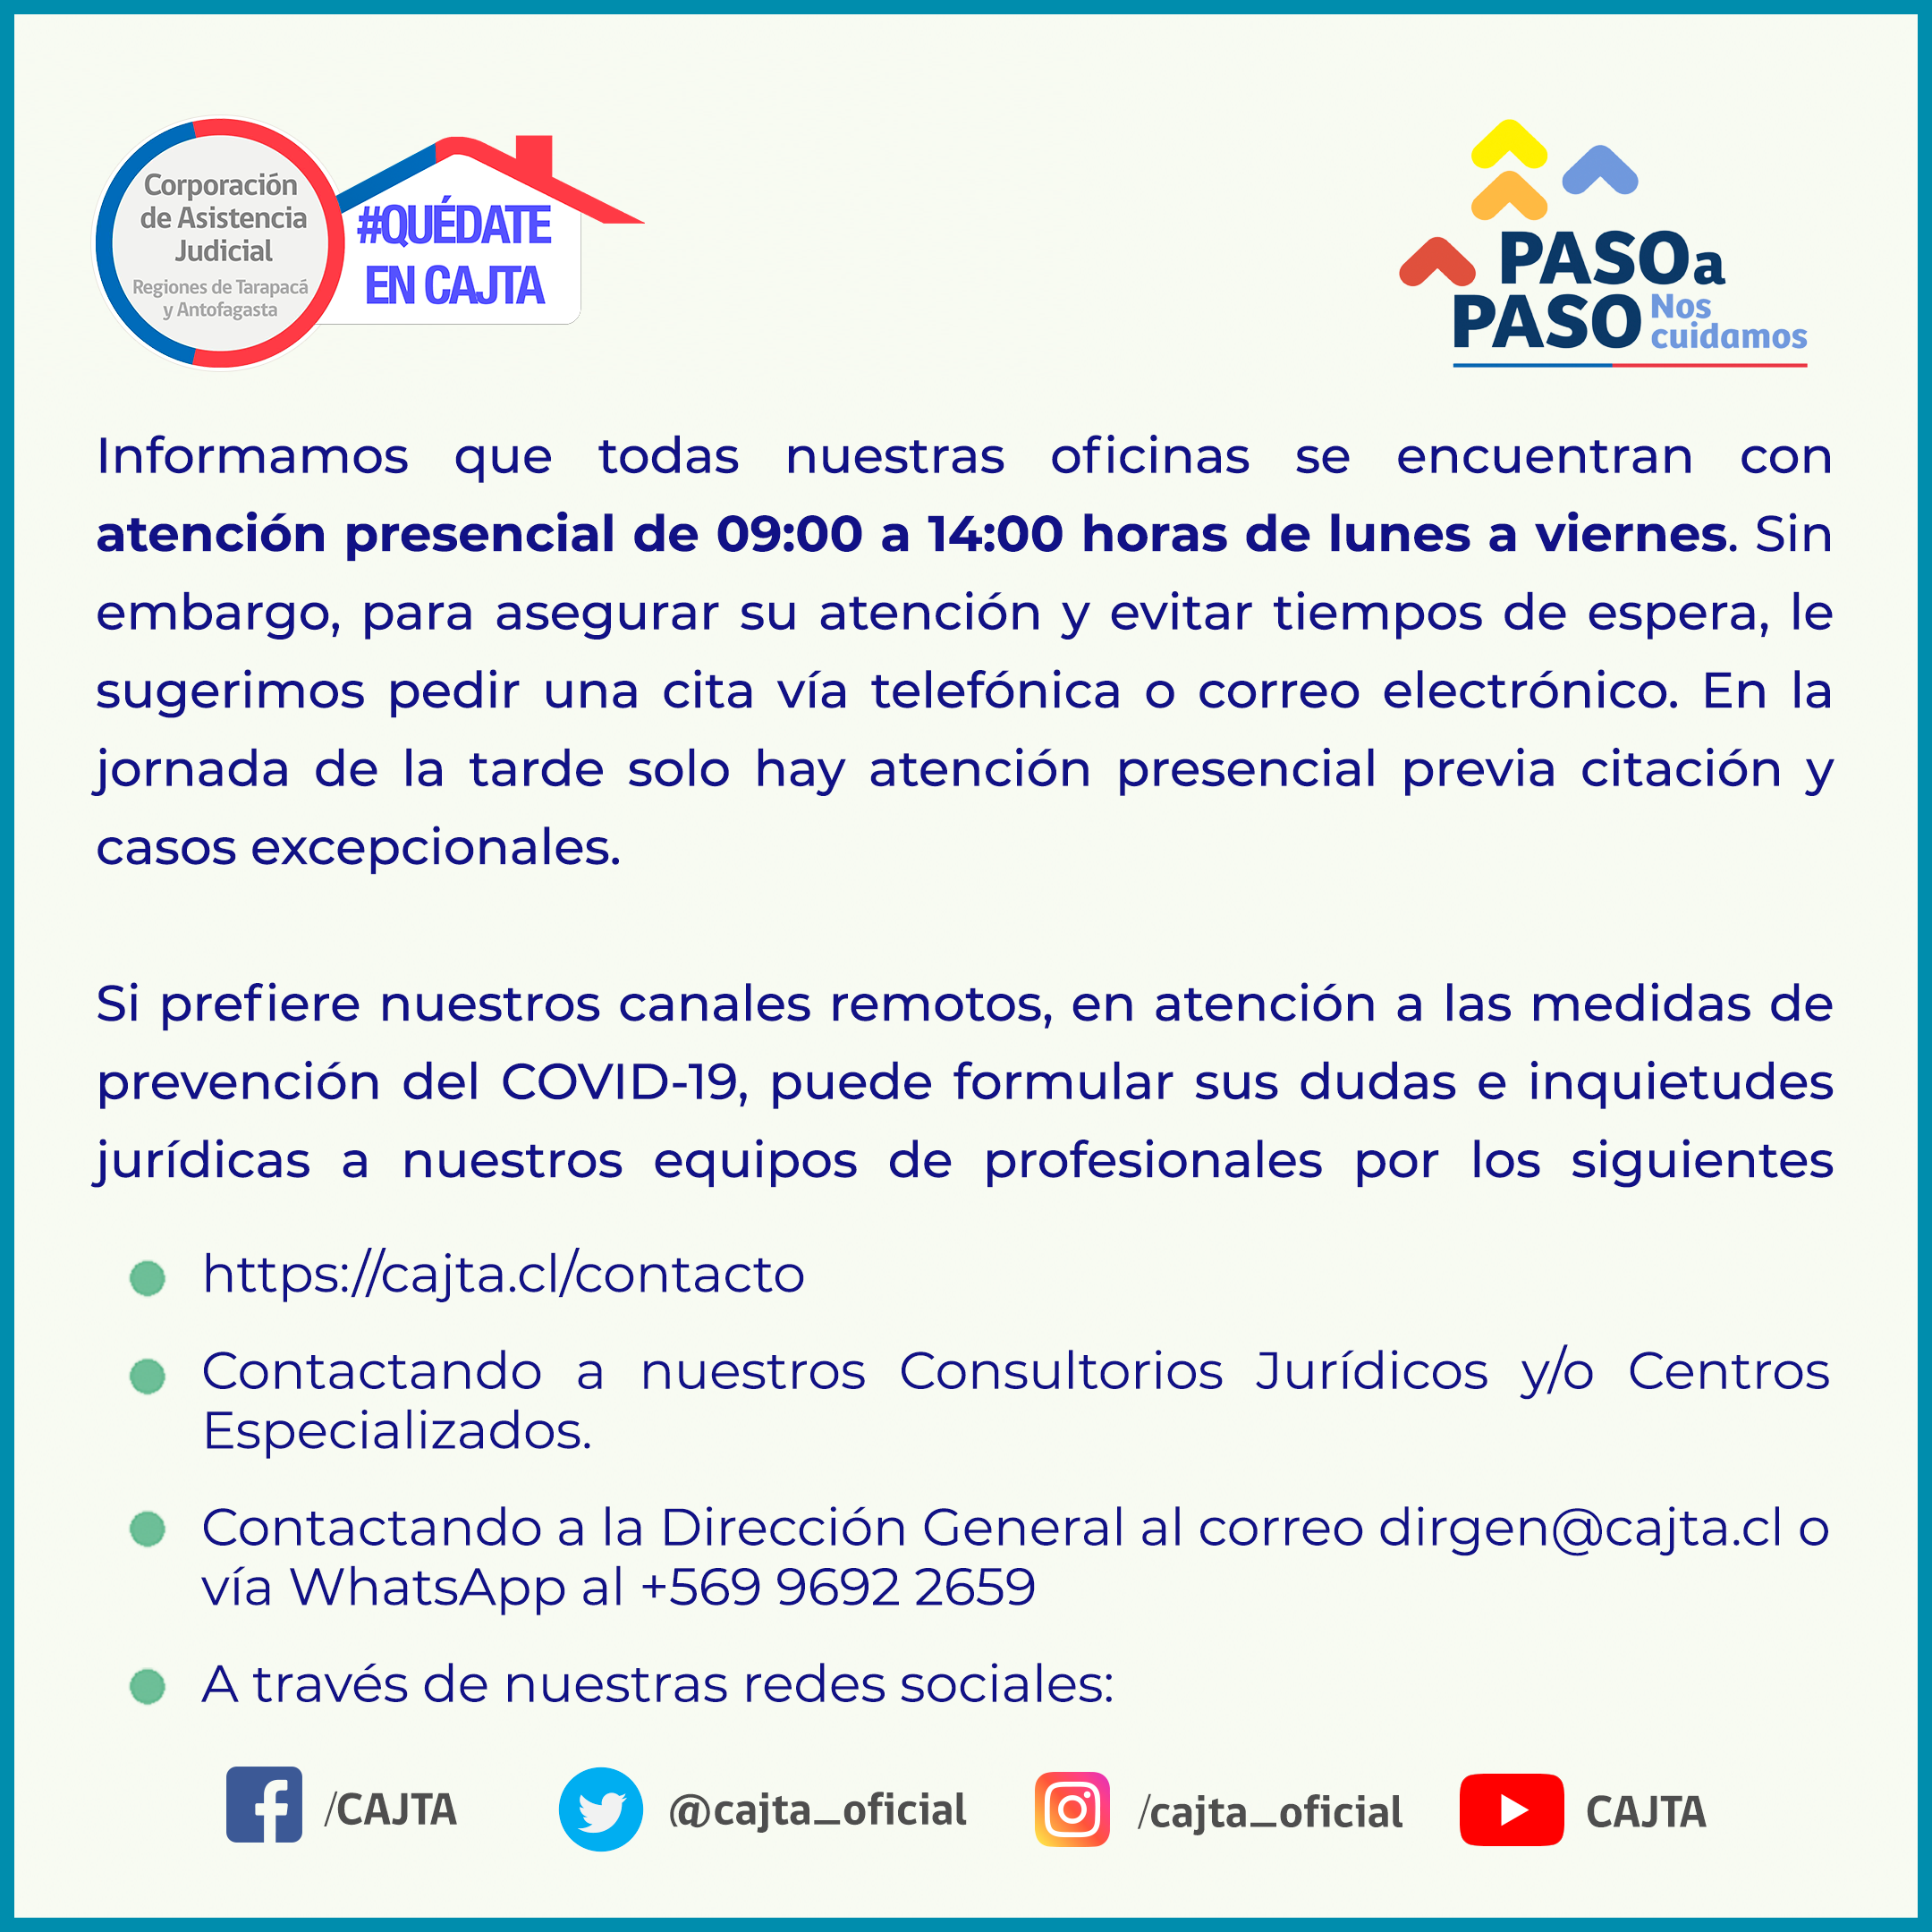 Corporación
de Asistencia
Judicial
Regiones de Tarapacá
y Antofagasta
#QUÉDATE
EN CAJTA
PASO a
PASO Nos
cuidamos
Informamos que todas nuestras oficinas se encuentran con
atención presencial de 09:00 a 14:00 horas de lunes a viernes. Sin
embargo, para asegurar su atención y evitar tiempos de espera, le
sugerimos pedir una cita vía telefónica o correo electrónico. En la
jornada de la tarde solo hay atención presencial previa citación y
casos excepcionales.
Si prefiere nuestros canales remotos, en atención a las medidas de
prevención del COVID-19, puede formular sus dudas e inquietudes
jurídicas a nuestros equipos de profesionales por los siguientes
https://cajta.cl/contacto
Contactando a nuestros Consultorios Jurídicos y/o Centros
Especializados.
Contactando a la Dirección General al correo dirgen@cajta.cl o
vía WhatsApp al +569 9692 2659
A través de nuestras redes sociales:
/CAJTA @cajta_oficial /cajta_oficial CAJTA